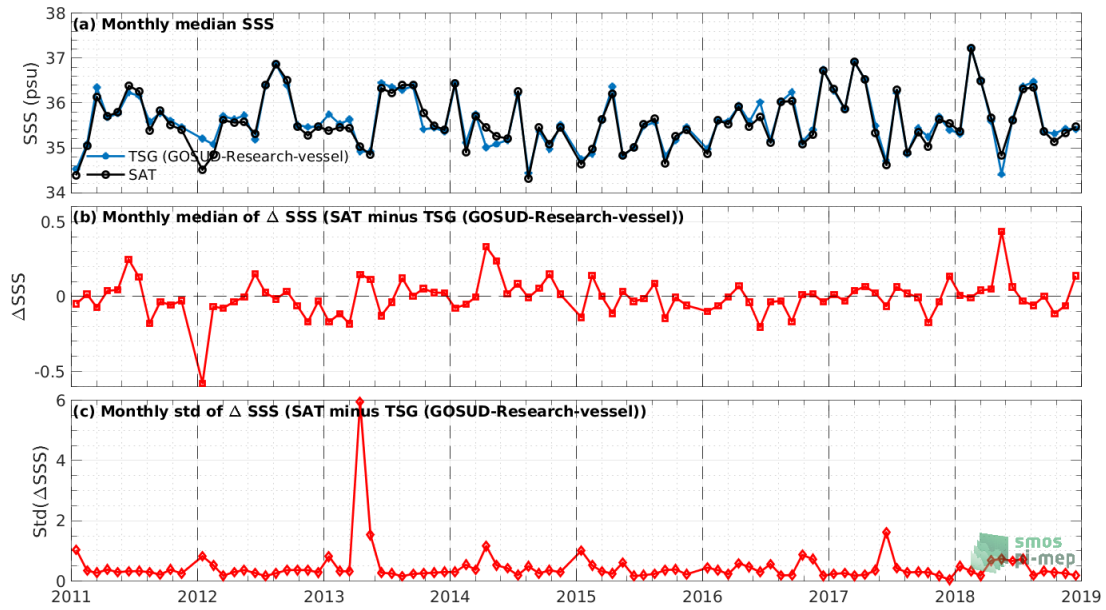 (a) Monthly median SSS
38
37
36
35
34
SSS (psu)
TSG (GOSUD-Research-vessel)
SAT
(b) Monthly median of Δ SSS (SAT minus TSG (GOSUD-Research-vessel))
0.5
0
-0.5
ΔSSS
(c) Monthly std of Δ SSS (SAT minus TSG (GOSUD-Research-vessel))
6
4
2
0
Std(ΔSSS)
smos
pi-mep
2011 2012 2013 2014 2015 2016 2017 2018 2019